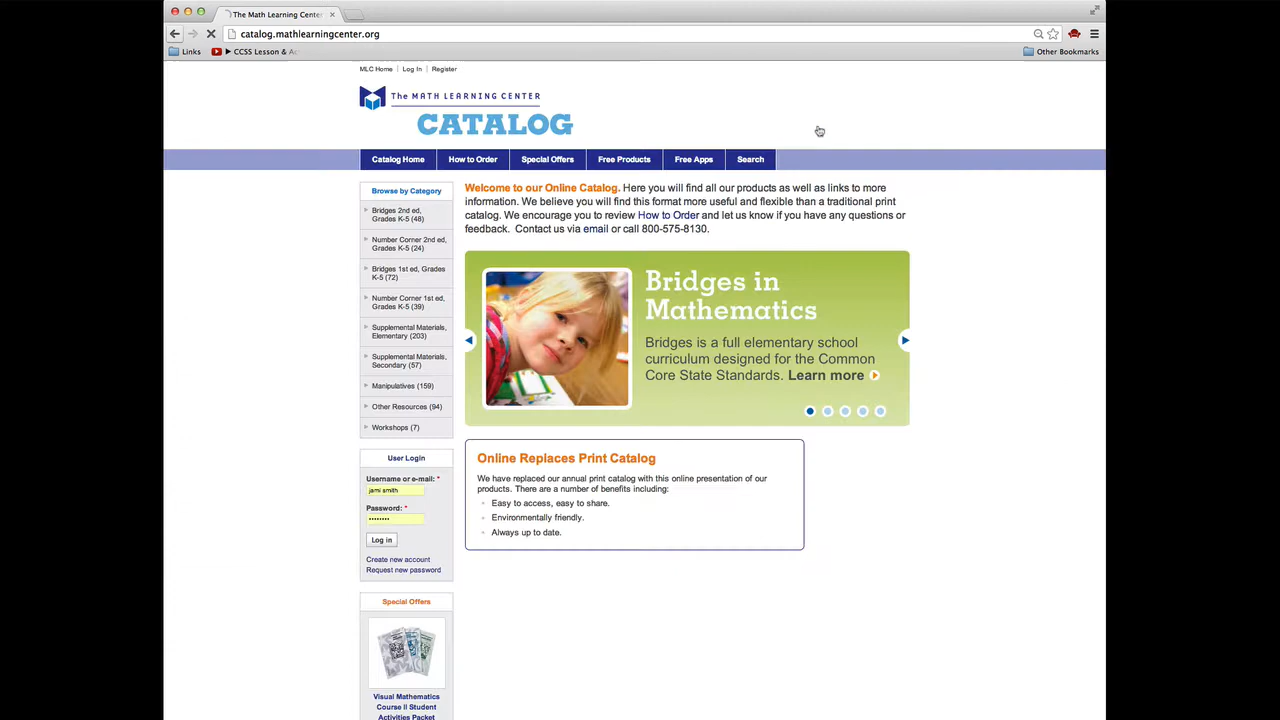 The Math Learning Center
catalog.mathlearningcenter.org
Links
CCSS Lesson & Ac
Other Bookmarks
MLC Home | Log In | Register
The MATH LEARNING CENTER
CATALOG
Catalog Home
How to Order
Special Offers
Free Products
Free Apps
Search
Browse by Category
Bridges 2nd ed,
Grades K-5 (48)
Number Corner 2nd ed,
Grades K-5 (24)
Bridges 1st ed, Grades
K-5 (72)
Number Corner 1st ed,
Grades K-5 (39)
Supplemental Materials,
Elementary (203)
Supplemental Materials,
Secondary (57)
Manipulatives (159)
Other Resources (94)
Workshops (7)
User Login
Username or e-mail: *
jami smith
Password: *
••••••••
Log in
Create new account
Request new password
Special Offers
Visual Mathematics
Course II Student
Activities Packet
Welcome to our Online Catalog. Here you will find all our products as well as links to more
information. We believe you will find this format more useful and flexible than a traditional print
catalog. We encourage you to review How to Order and let us know if you have any questions or
feedback. Contact us via email or call 800-575-8130.
Bridges in
Mathematics
Bridges is a full elementary school
curriculum designed for the Common
Core State Standards. Learn more
Online Replaces Print Catalog
We have replaced our annual print catalog with this online presentation of our
products. There are a number of benefits including:
Easy to access, easy to share.
Environmentally friendly.
Always up to date.